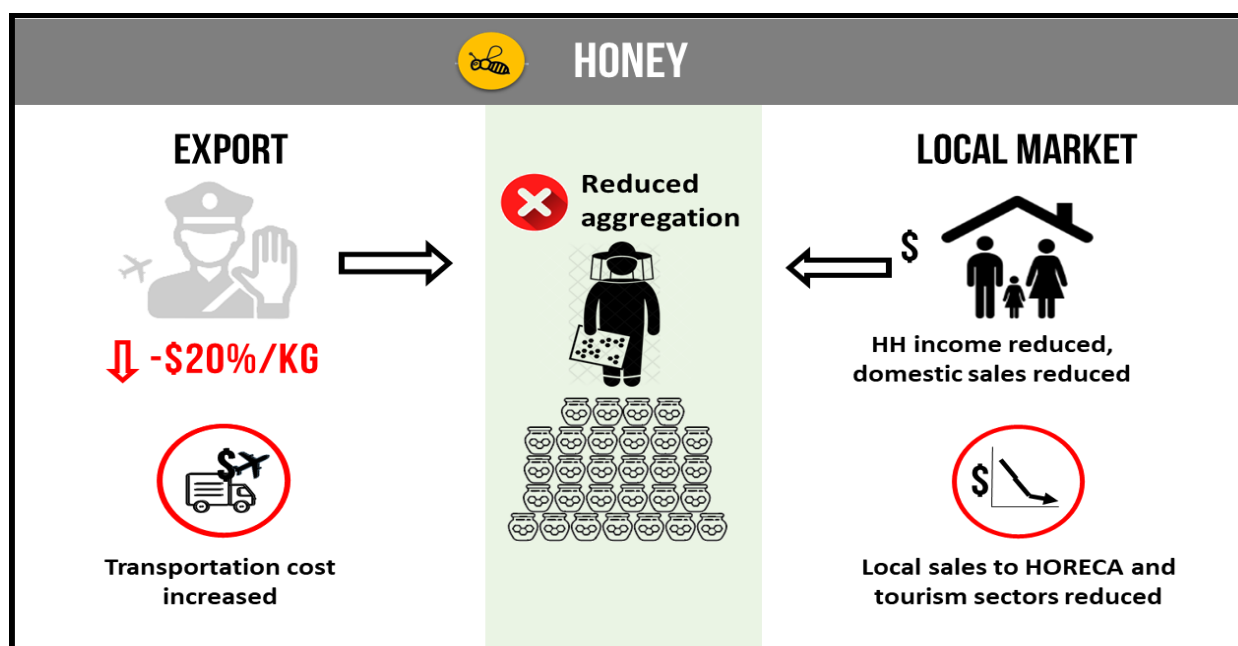 HONEY
EXPORT
-$20%/KG
Transportation cost
increased
Reduced
aggregation
LOCAL MARKET
$
HH income reduced,
domestic sales reduced
$
$
Local sales to HORECA and
tourism sectors reduced